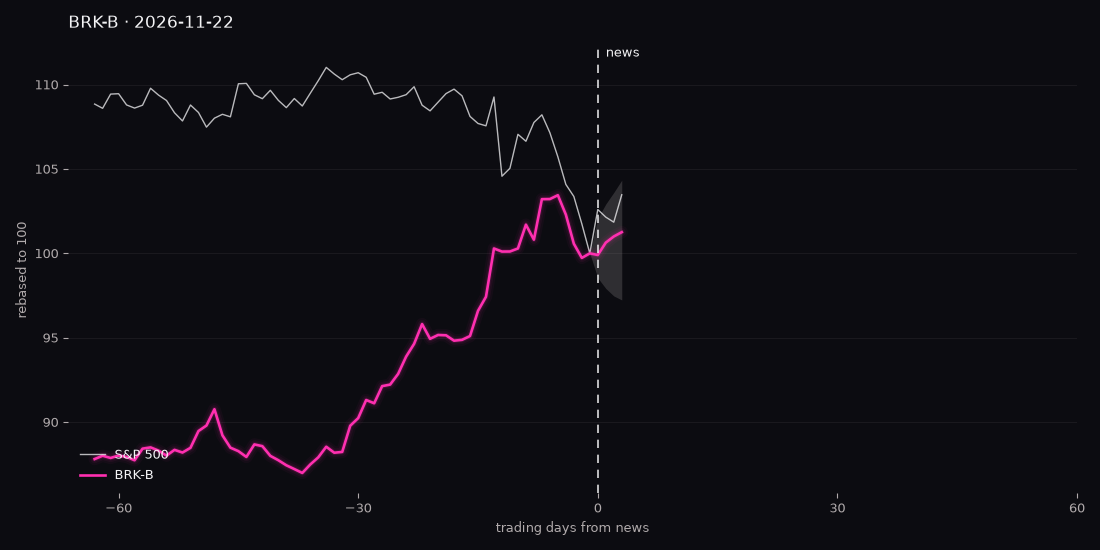 BRK-B · 2026-11-22
news
110
105
100
95
90
rebased to 100
S&P 500
BRK-B
−60
−30
0
30
60
trading days from news